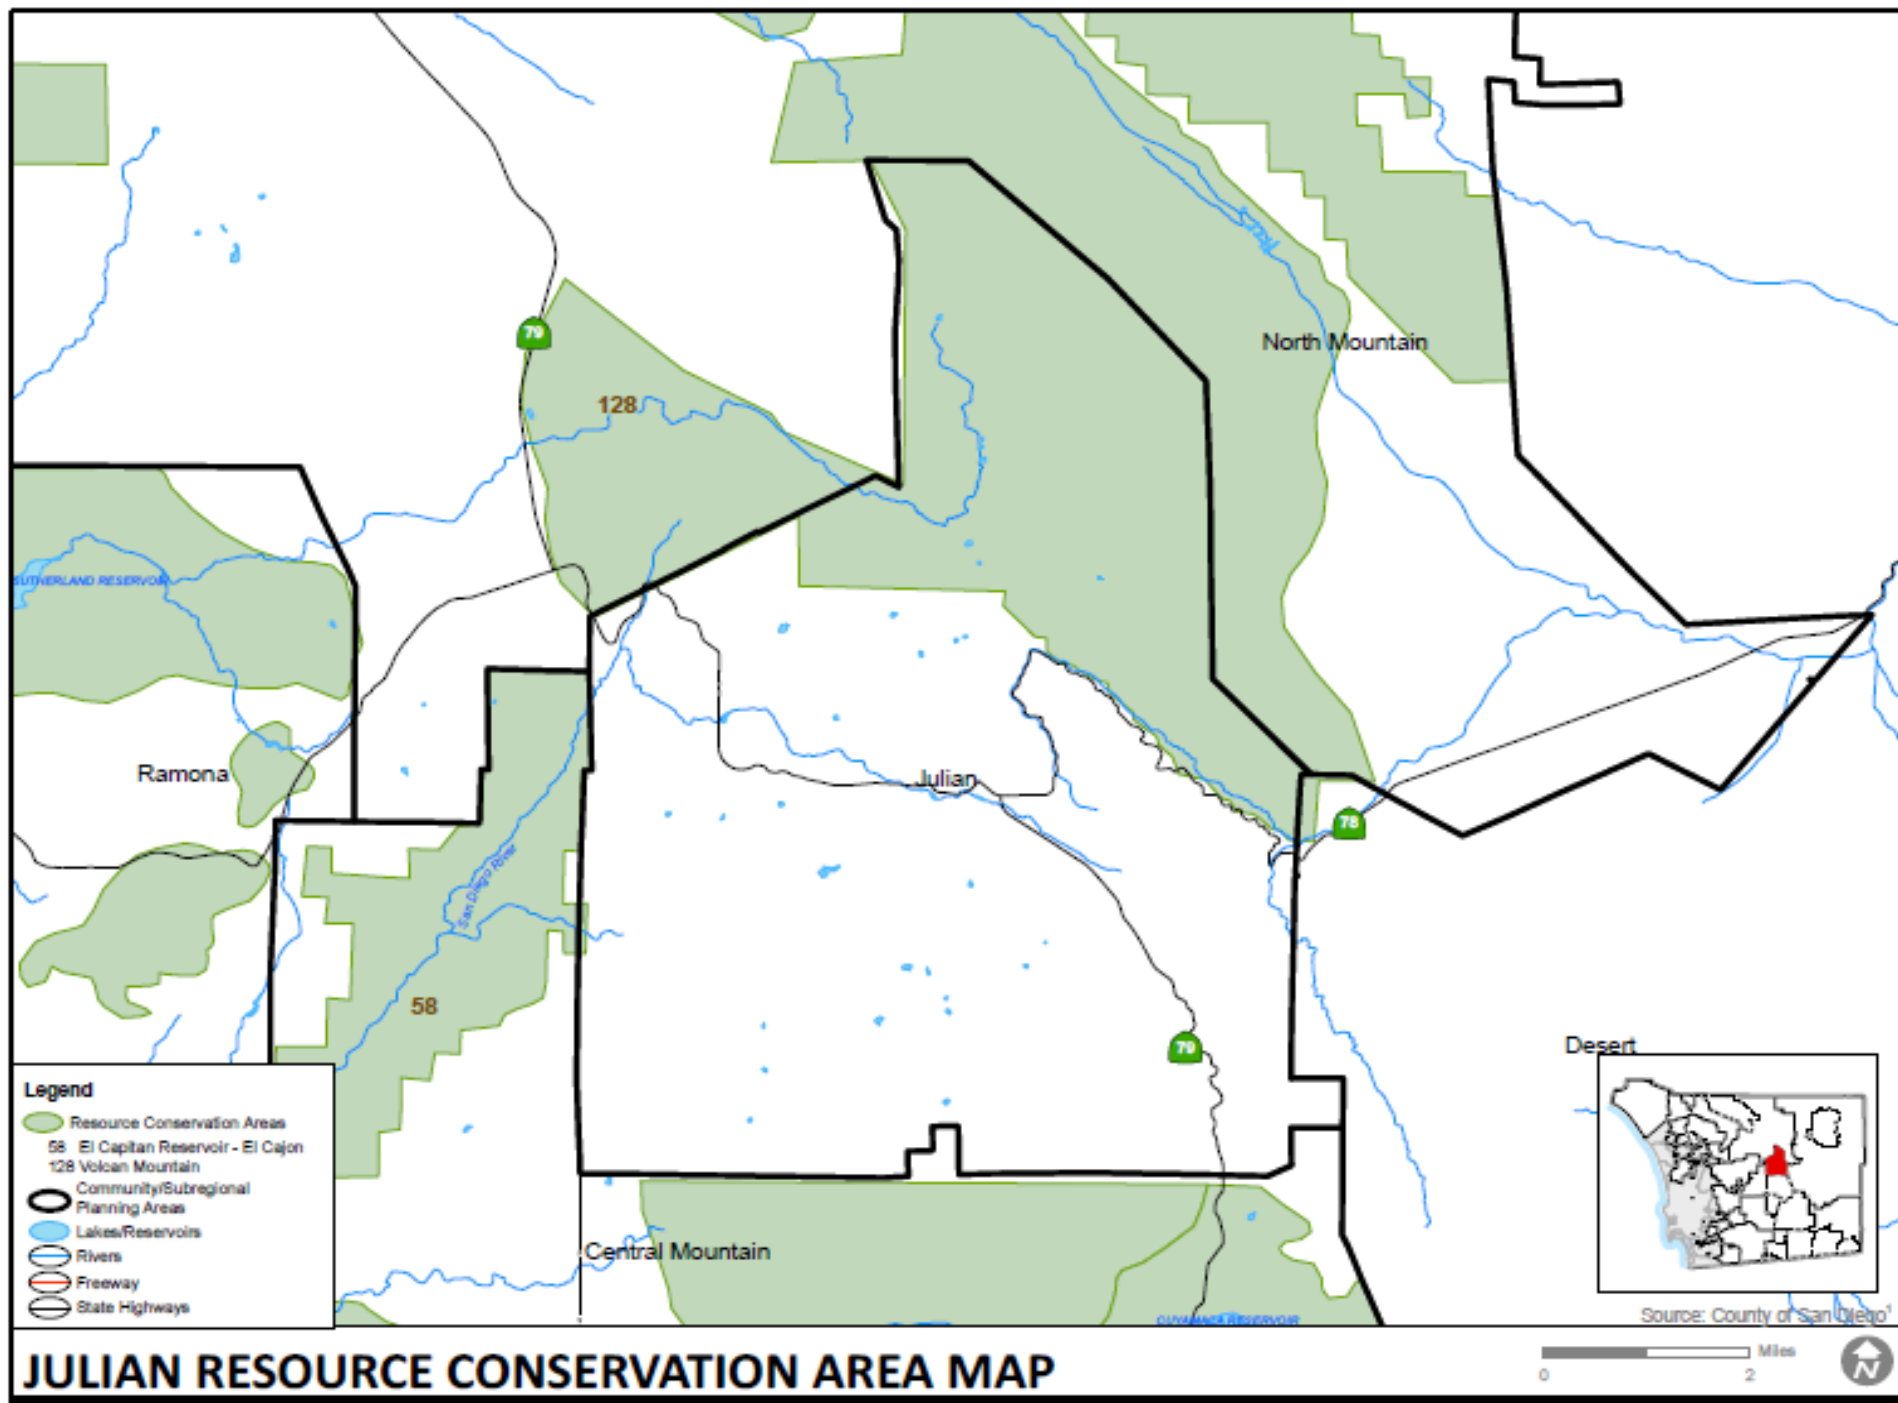 79
North Mountain
128
SUTHERLAND RESERVOIR
Ramona
Julian
78
San Diego River
58
79
Desert
Central Mountain
CUYAMACA RESERVOIR
Legend
Resource Conservation Areas
58 El Capitan Reservoir - El Cajon
128 Volcan Mountain
Community/Subregional
Planning Areas
Lakes/Reservoirs
Rivers
Freeway
State Highways
Source: County of San Diego¹
JULIAN RESOURCE CONSERVATION AREA MAP
Miles
0 2
N